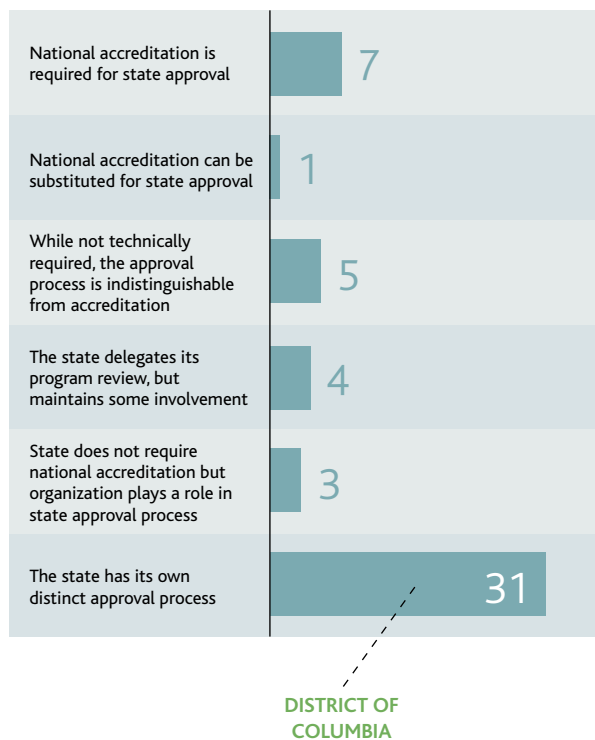 National accreditation is
required for state approval
7
National accreditation can be
substituted for state approval
1
While not technically
required, the approval
process is indistinguishable
from accreditation
5
The state delegates its
program review, but
maintains some involvement
4
State does not require
national accreditation but
organization plays a role in
state approval process
3
The state has its own
distinct approval process
31
DISTRICT OF
COLUMBIA